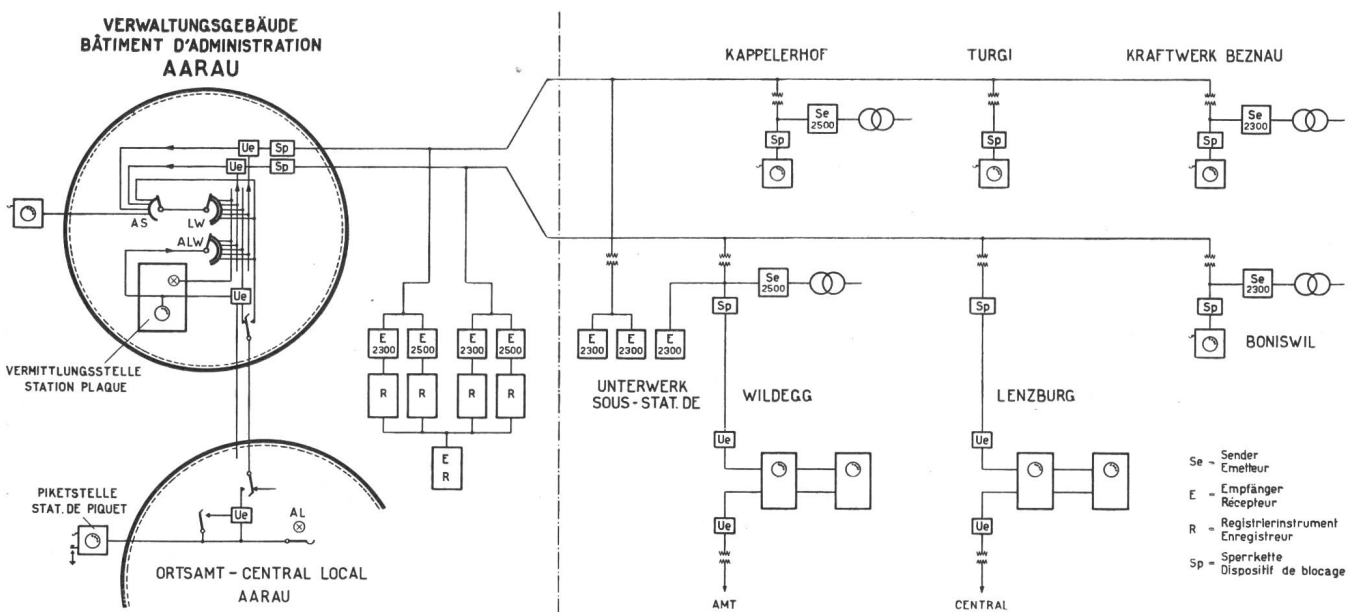 VERWALTUNGSGEBÄUDE
BÂTIMENT D'ADMINISTRATION
AARAU
KAPPELERHOF
TURGI
KRAFTWERK BEZNAU
Se
2500
Se
2300
Sp
Sp
Sp
Ue
Sp
Ue
Sp
AS
LW
ALW
Ue
VERMITTLUNGSSTELLE
STATION PLAQUE
E
2300
E
2500
E
2300
E
2500
R
R
R
R
E
R
E
2300
E
2300
E
2300
Se
2500
Se
2300
Sp
Sp
Sp
UNTERWERK
SOUS-STAT. DE
WILDEGG
LENZBURG
BONISWIL
Ue
Ue
Ue
Ue
AMT
CENTRAL
PIKETSTELLE
STAT. DE PIQUET
Ue
AL
ORTSAMT - CENTRAL LOCAL
AARAU
Se = Sender
Emetteur
E = Empfänger
Récepteur
R = Registrierinstrument
Enregistreur
Sp = Sperrkette
Dispositif de blocage